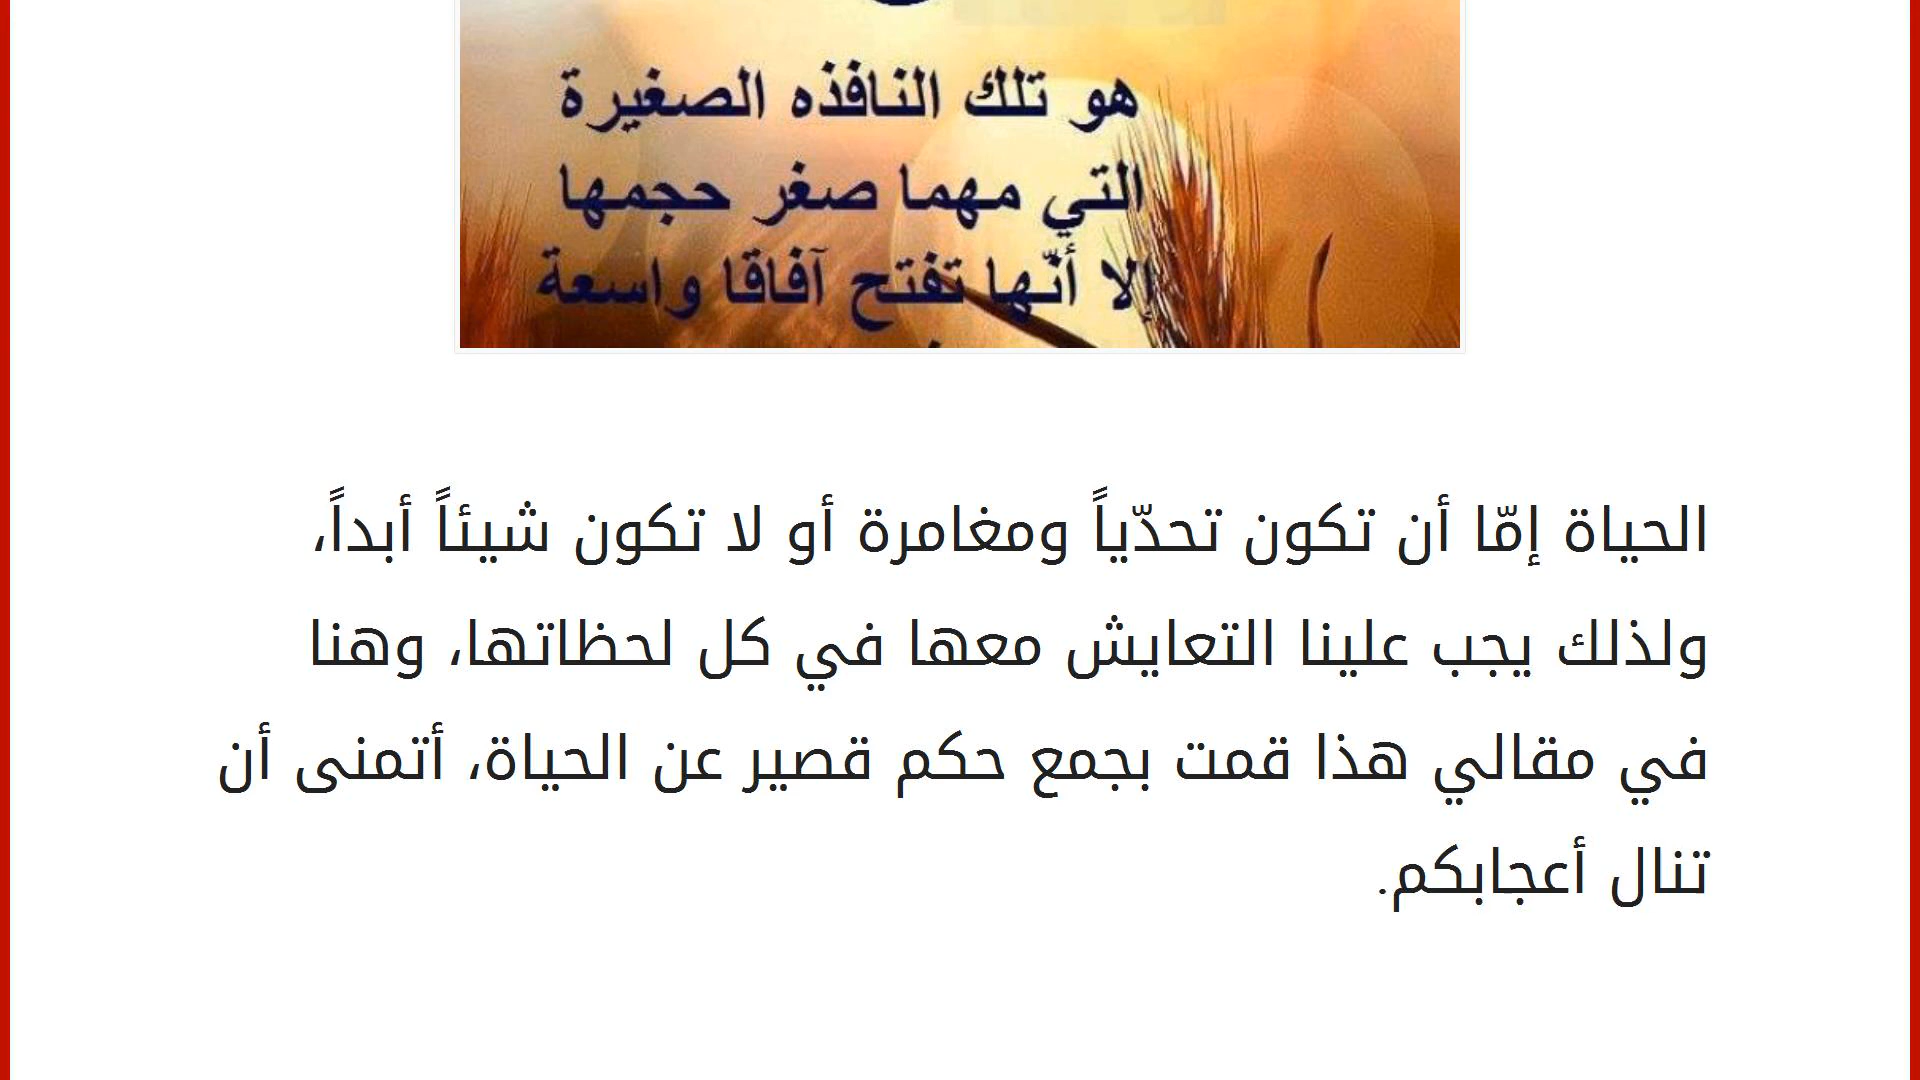 هو تلك النافذه الصغيرة
التي مهما صغر حجمها
إلا أنّها تفتح آفاقا واسعة
الحياة إمّا أن تكون تحدّياً ومغامرة أو لا تكون شيئاً أبداً،
ولذلك يجب علينا التعايش معها في كل لحظاتها، وهنا
في مقالي هذا قمت بجمع حكم قصير عن الحياة، أتمنى أن
تنال أعجابكم.